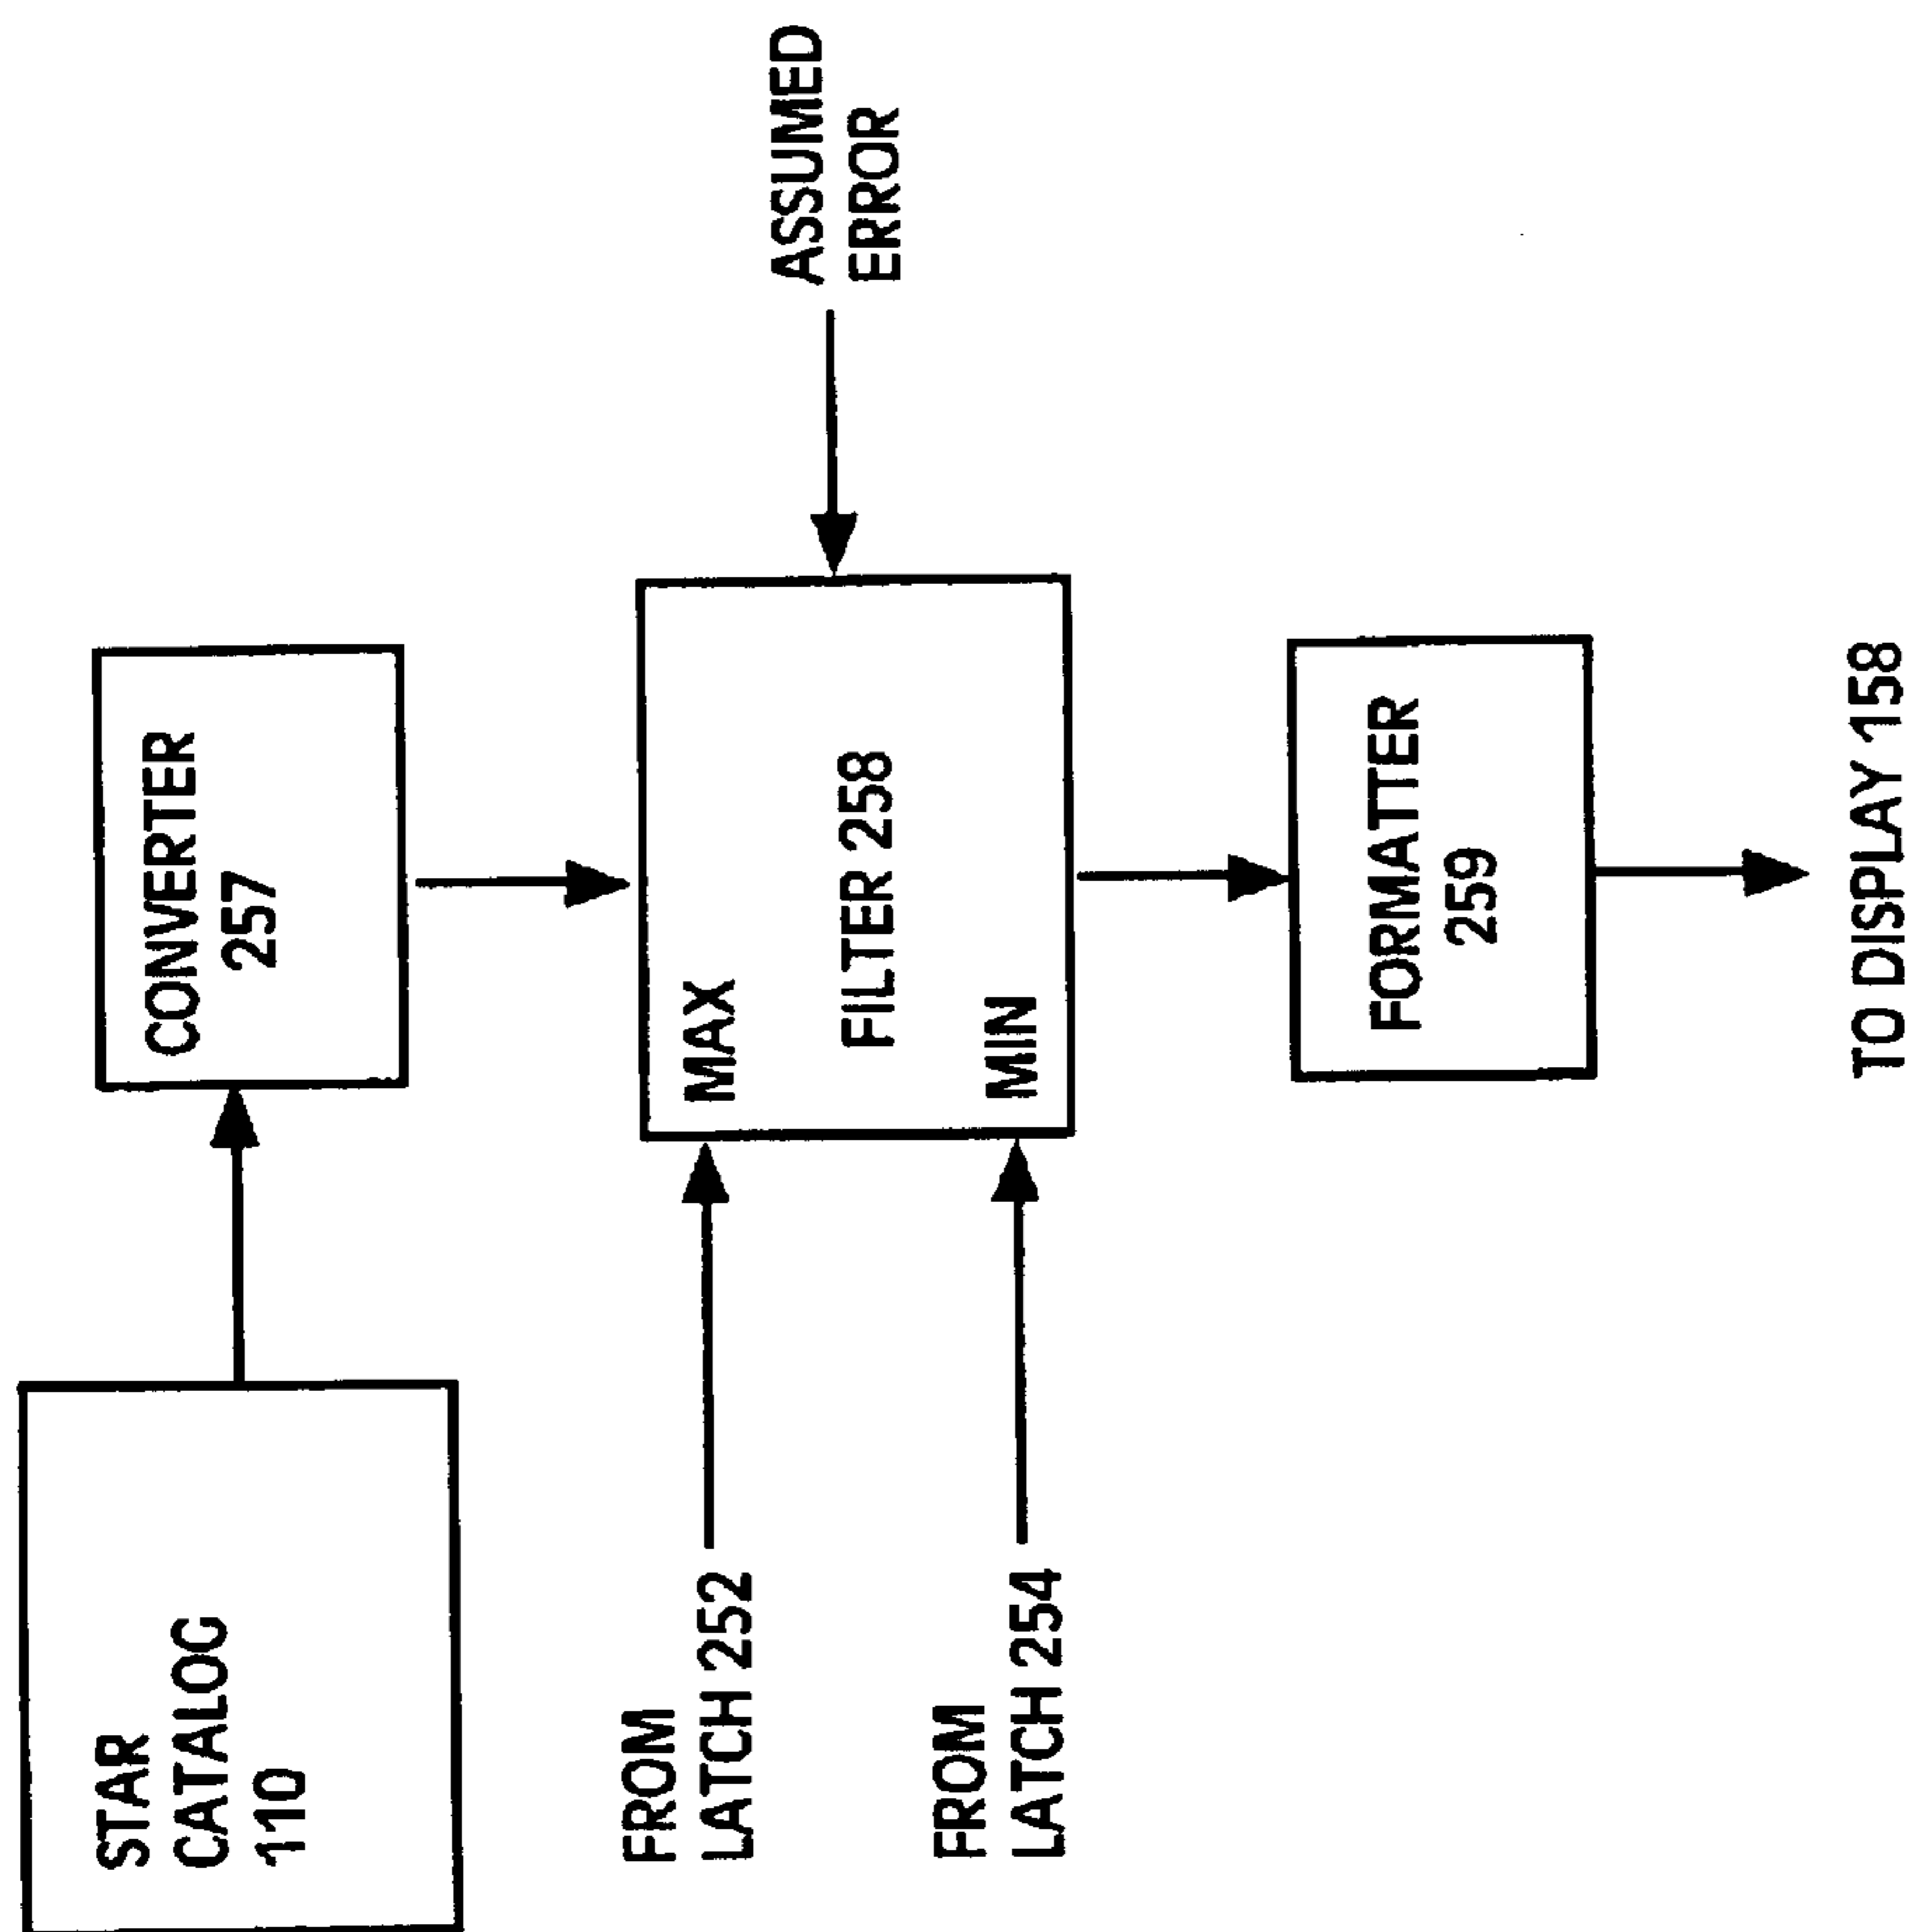 STAR
CATALOG
110
CONVERTER
257
FROM
LATCH 252
MAX
FILTER 258
ASSUMED
ERROR
FROM
LATCH 254
MIN
FORMATTER
259
TO DISPLAY 158